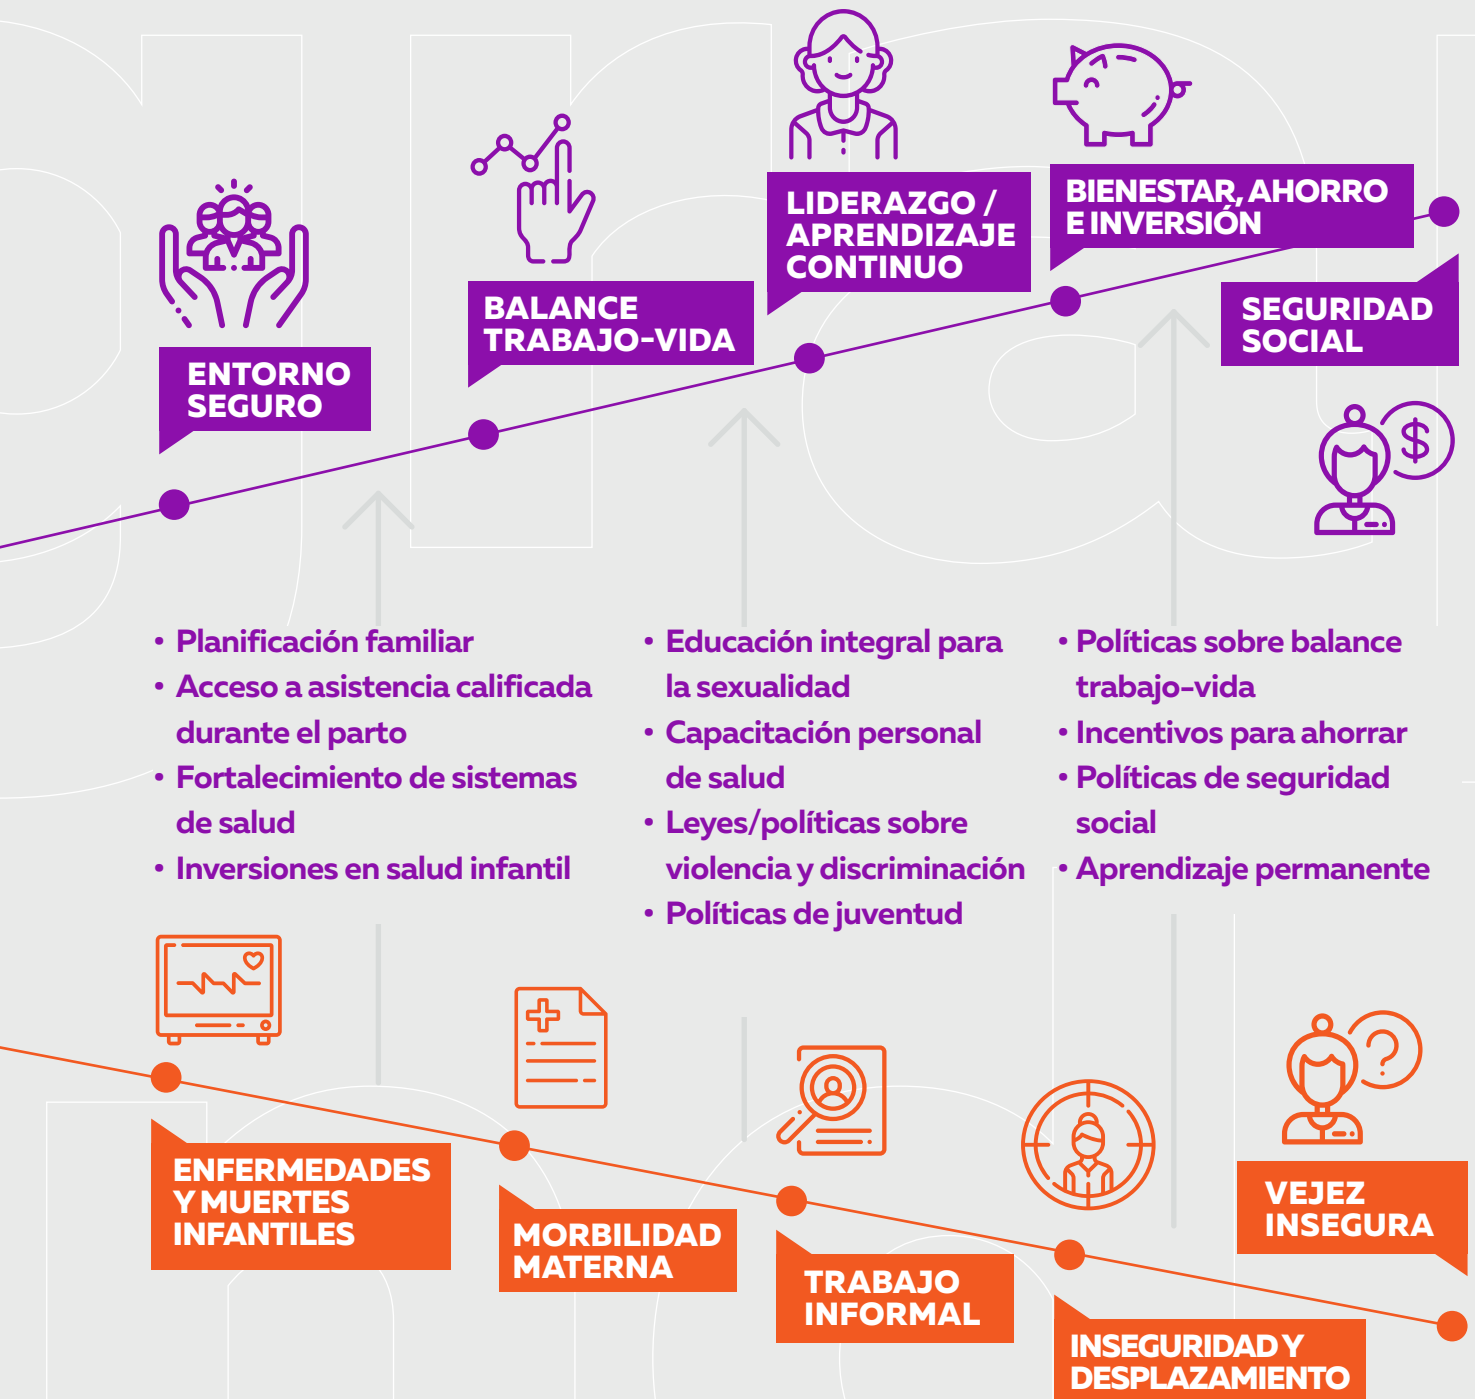 ENTORNO
SEGURO
BALANCE
TRABAJO-VIDA
LIDERAZGO /
APRENDIZAJE
CONTINUO
BIENESTAR, AHORRO
E INVERSIÓN
SEGURIDAD
SOCIAL
$
• Planificación familiar
• Acceso a asistencia calificada
durante el parto
• Fortalecimiento de sistemas
de salud
• Inversiones en salud infantil
• Educación integral para
la sexualidad
• Capacitación personal
de salud
• Leyes/políticas sobre
violencia y discriminación
• Políticas de juventud
• Políticas sobre balance
trabajo-vida
• Incentivos para ahorrar
• Políticas de seguridad
social
• Aprendizaje permanente
ENFERMEDADES
Y MUERTES
INFANTILES
MORBILIDAD
MATERNA
TRABAJO
INFORMAL
INSEGURIDAD Y
DESPLAZAMIENTO
?
VEJEZ
INSEGURA